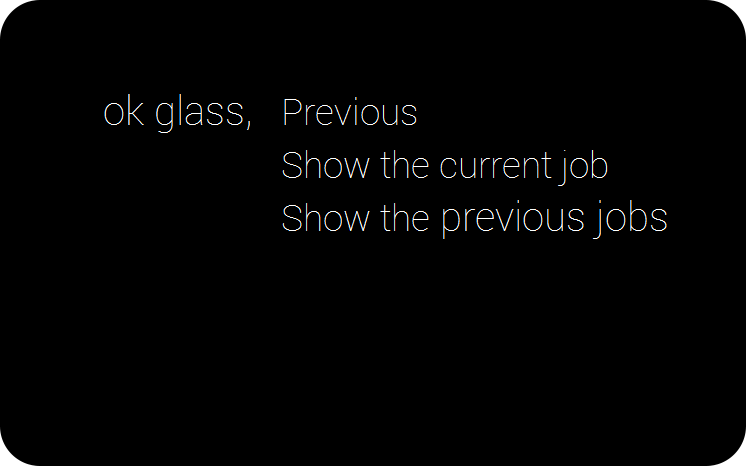 ok glass, Previous
Show the current job
Show the previous jobs